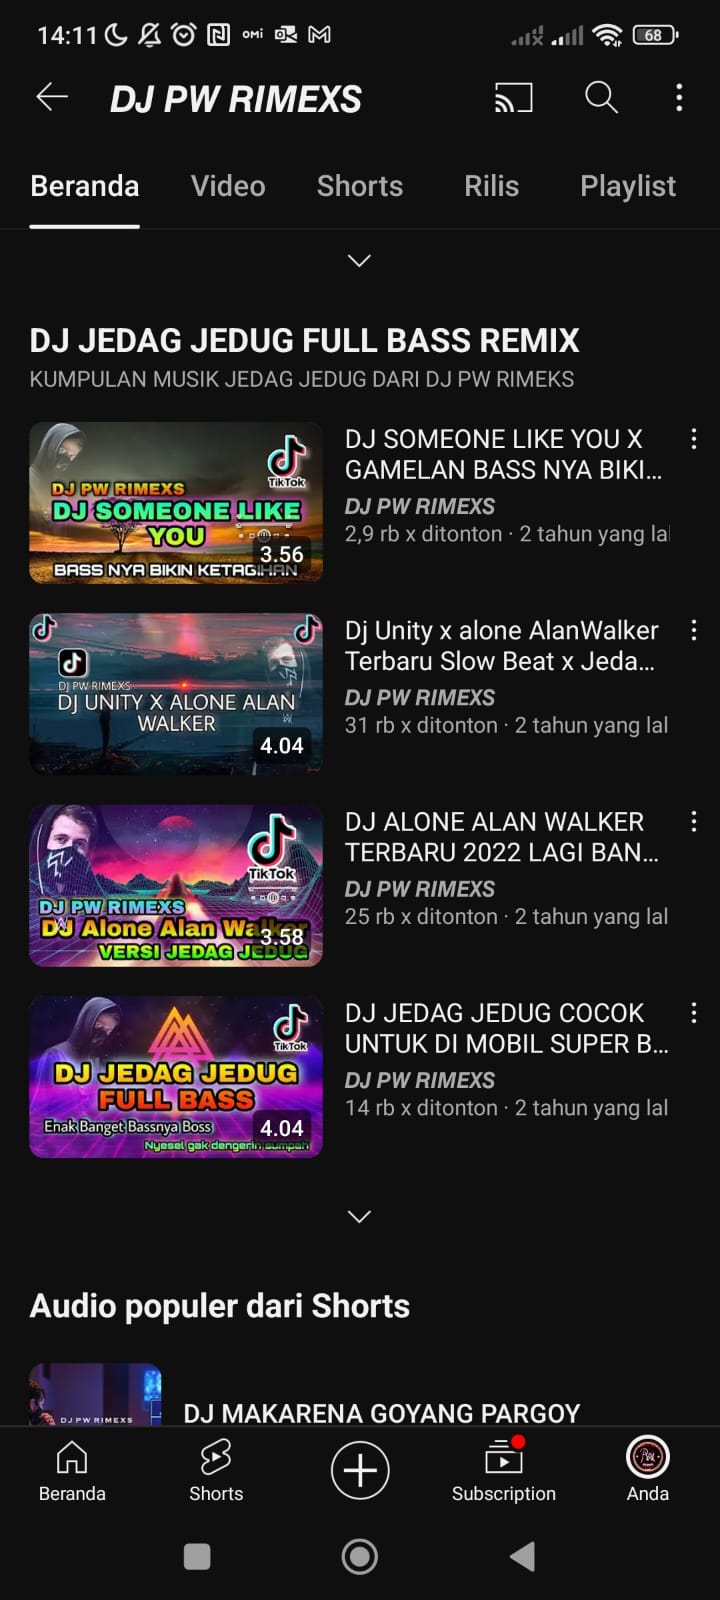 14:11
OMI
68
DJ PW RIMEXS
Beranda
Video
Shorts
Rilis
Playlist
DJ JEDAG JEDUG FULL BASS REMIX
KUMPULAN MUSIK JEDAG JEDUG DARI DJ PW RIMEKS
TikTok
DJ PW RIMEXS
DJ SOMEONE LIKE
YOU
3.56
BASS NYA BIKIN KETAGIHAN
DJ SOMEONE LIKE YOU X
GAMELAN BASS NYA BIKI...
DJ PW RIMEXS
2,9 rb x ditonton · 2 tahun yang lal
DJ PW RIMEXS
DJ UNITY X ALONE ALAN
WALKER
4.04
Dj Unity x alone AlanWalker
Terbaru Slow Beat x Jeda...
DJ PW RIMEXS
31 rb x ditonton · 2 tahun yang lal
TikTok
DJ PW RIMEXS
DJ Alone Alan Walker
3.58
VERSI JEDAG JEDUG
DJ ALONE ALAN WALKER
TERBARU 2022 LAGI BAN...
DJ PW RIMEXS
25 rb x ditonton · 2 tahun yang lal
TikTok
DJ JEDAG JEDUG
FULL BASS
Enak Banget Bassnya Boss
4.04
Nyesel gak dengerin sumpah
DJ JEDAG JEDUG COCOK
UNTUK DI MOBIL SUPER B...
DJ PW RIMEXS
14 rb x ditonton · 2 tahun yang lal
Audio populer dari Shorts
DJ PW RIMEXS
DJ MAKARENA GOYANG PARGOY
Beranda
Shorts
Subscription
Anda